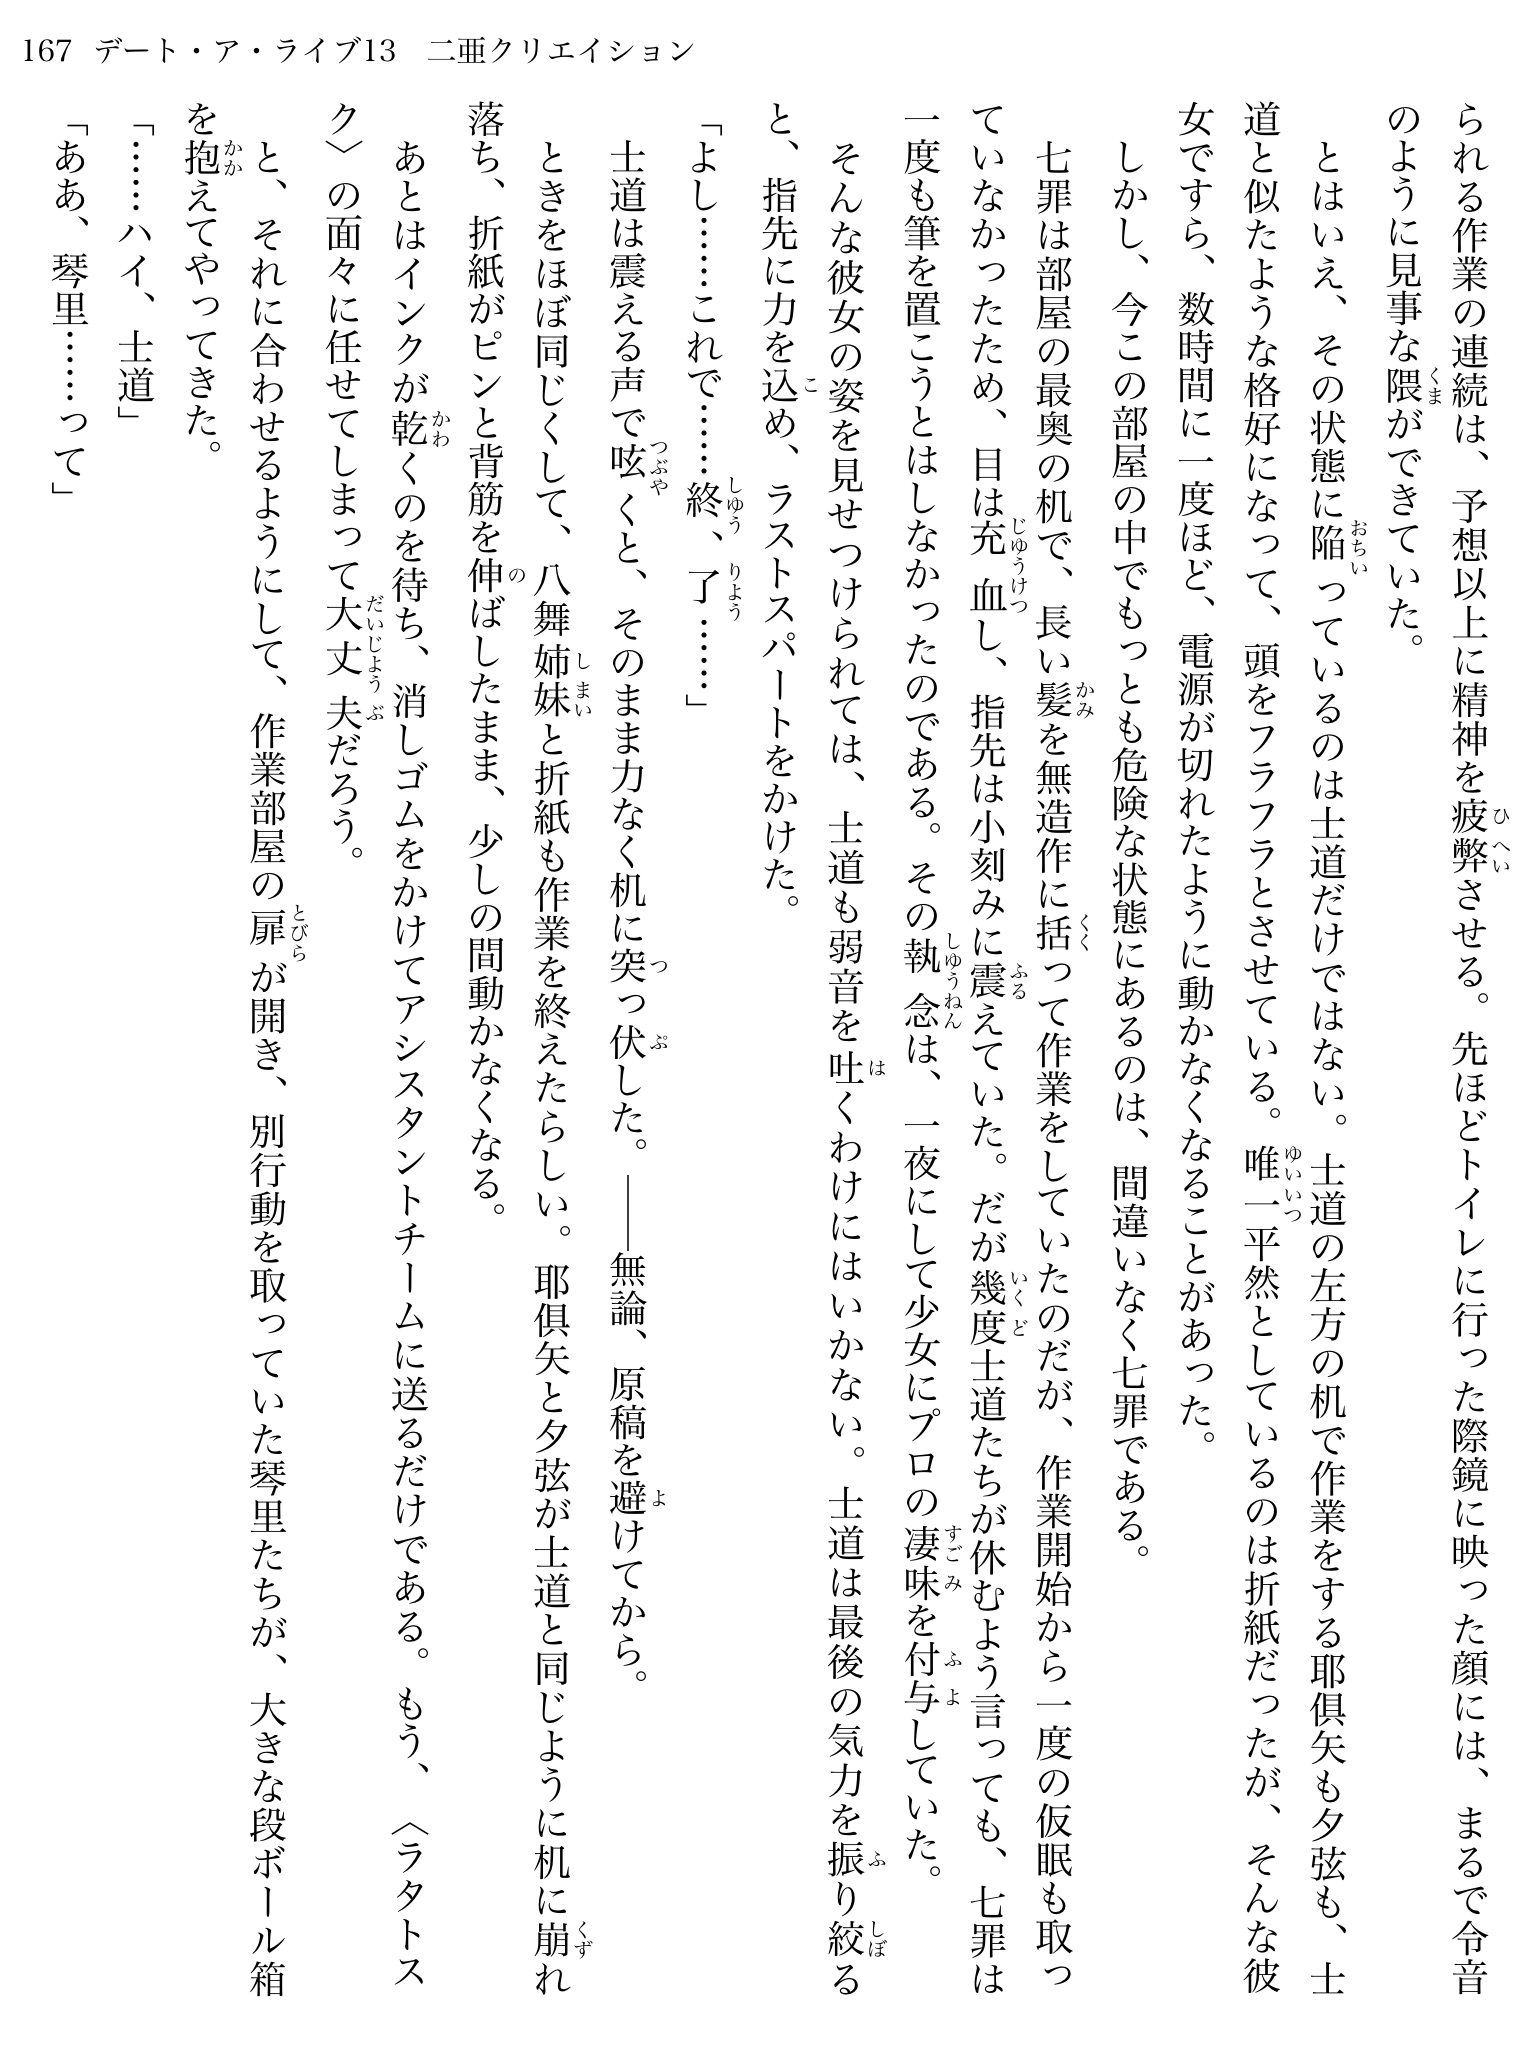 167 デート・ア・ライブ13　二亜クリエイション
られる作業の連続は、予想以上に精神を疲弊させる。先ほどトイレに行った際鏡に映った顔には、まるで令音
のように見事な隈ができていた。
　とはいえ、その状態に陥っているのは士道だけではない。士道の左方の机で作業をする耶倶矢も夕弦も、士
道と似たような格好になって、頭をフラフラとさせている。唯一平然としているのは折紙だったが、そんな彼
女ですら、数時間に一度ほど、電源が切れたように動かなくなることがあった。
　しかし、今この部屋の中でもっとも危険な状態にあるのは、間違いなく七罪である。
　七罪は部屋の最奥の机で、長い髪を無造作に括って作業をしていたのだが、作業開始から一度の仮眠も取っ
ていなかったため、目は充血し、指先は小刻みに震えていた。だが幾度士道たちが休むよう言っても、七罪は
一度も筆を置こうとはしなかったのである。その執念は、一夜にして少女にプロの凄味を付与していた。
　そんな彼女の姿を見せつけられては、士道も弱音を吐くわけにはいかない。士道は最後の気力を振り絞る
と、指先に力を込め、ラストスパートをかけた。
「よし……これで……終、了……」
　士道は震える声で呟くと、そのまま力なく机に突っ伏した。――無論、原稿を避けてから。
　ときをほぼ同じくして、八舞姉妹と折紙も作業を終えたらしい。耶倶矢と夕弦が士道と同じように机に崩れ
落ち、折紙がピンと背筋を伸ばしたまま、少しの間動かなくなる。
　あとはインクが乾くのを待ち、消しゴムをかけてアシスタントチームに送るだけである。もう、〈ラタトス
ク〉の面々に任せてしまって大丈夫だろう。
　と、それに合わせるようにして、作業部屋の扉が開き、別行動を取っていた琴里たちが、大きな段ボール箱
を抱えてやってきた。
「……ハイ、士道」
「ああ、琴里……って」